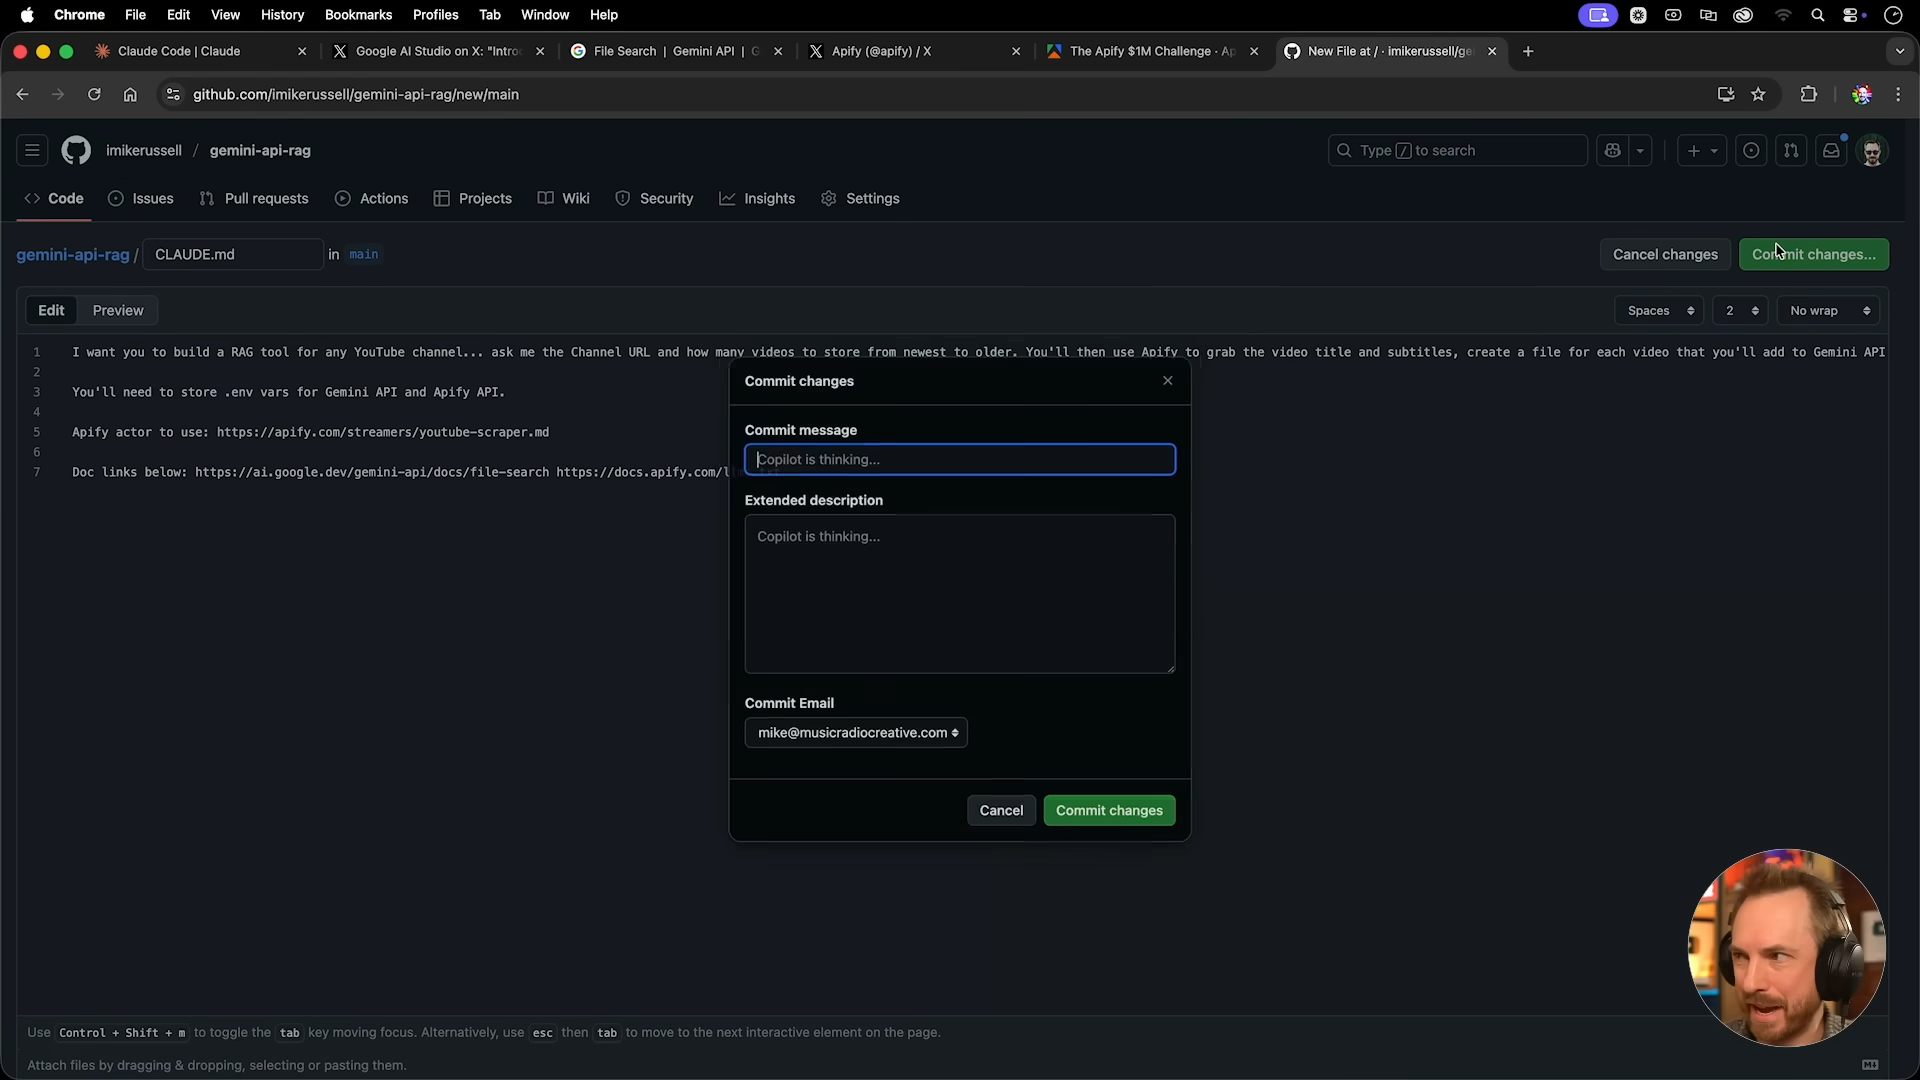 Chrome File Edit View History Bookmarks Profiles Tab Window Help
Claude Code | Claude
Google AI Studio on X: "Intro
File Search | Gemini API | G
Apify (@apify) / X
The Apify $1M Challenge · Ap
New File at / · imikerussell/ge
github.com/imikerussell/gemini-api-rag/new/main
imikerussell / gemini-api-rag
Type / to search
Code Issues Pull requests Actions Projects Wiki Security Insights Settings
gemini-api-rag / CLAUDE.md in main
Cancel changes Commit changes...
Edit Preview
Spaces 2 No wrap
1 I want you to build a RAG tool for any YouTube channel... ask me the Channel URL and how many videos to store from newest to older. You'll then use Apify to grab the video title and subtitles, create a file for each video that you'll add to Gemini API
2
3 You'll need to store .env vars for Gemini API and Apify API.
4
5 Apify actor to use: https://apify.com/streamers/youtube-scraper.md
6
7 Doc links below: https://ai.google.dev/gemini-api/docs/file-search https://docs.apify.com/
Commit changes
Commit message
Copilot is thinking...
Extended description
Copilot is thinking...
Commit Email
mike@musicradiocreative.com
Cancel Commit changes
Use Control + Shift + m to toggle the tab key moving focus. Alternatively, use esc then tab to move to the next interactive element on the page.
Attach files by dragging & dropping, selecting or pasting them.